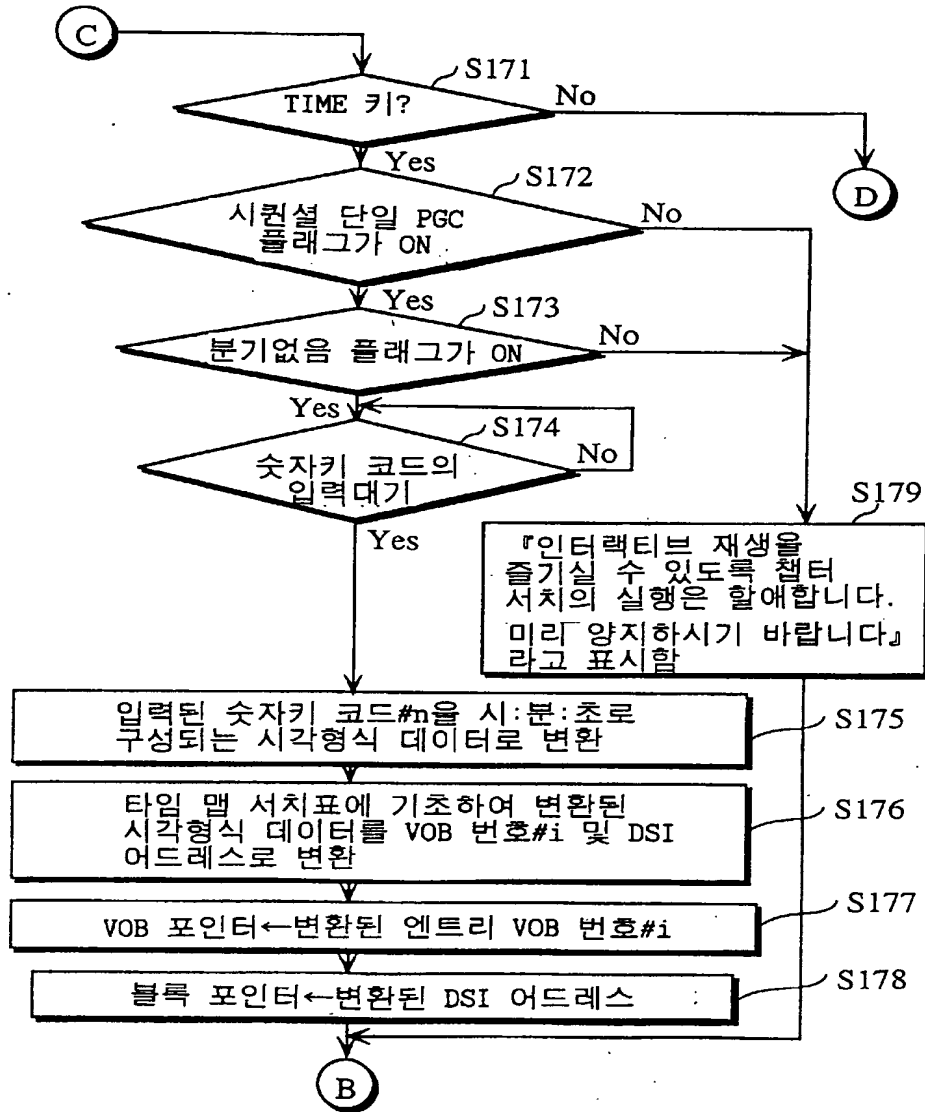 C
S171
TIME 키?
No
Yes
S172
D
시퀀셜 단일 PGC
플래그가 ON
No
Yes
S173
분기없음 플래그가 ON
No
Yes
S174
숫자키 코드의
입력대기
No
Yes
S179
『인터랙티브 재생을
즐기실 수 있도록 챕터
서치의 실행은 할애합니다.
미리 양지하시기 바랍니다』
라고 표시함
입력된 숫자키 코드#n을 시:분:초로
구성되는 시각형식 데이터로 변환
S175
타임 맵 서치표에 기초하여 변환된
시각형식 데이터를 VOB 번호#i 및 DSI
어드레스로 변환
S176
VOB 포인터←변환된 엔트리 VOB 번호#i
S177
블록 포인터←변환된 DSI 어드레스
S178
B